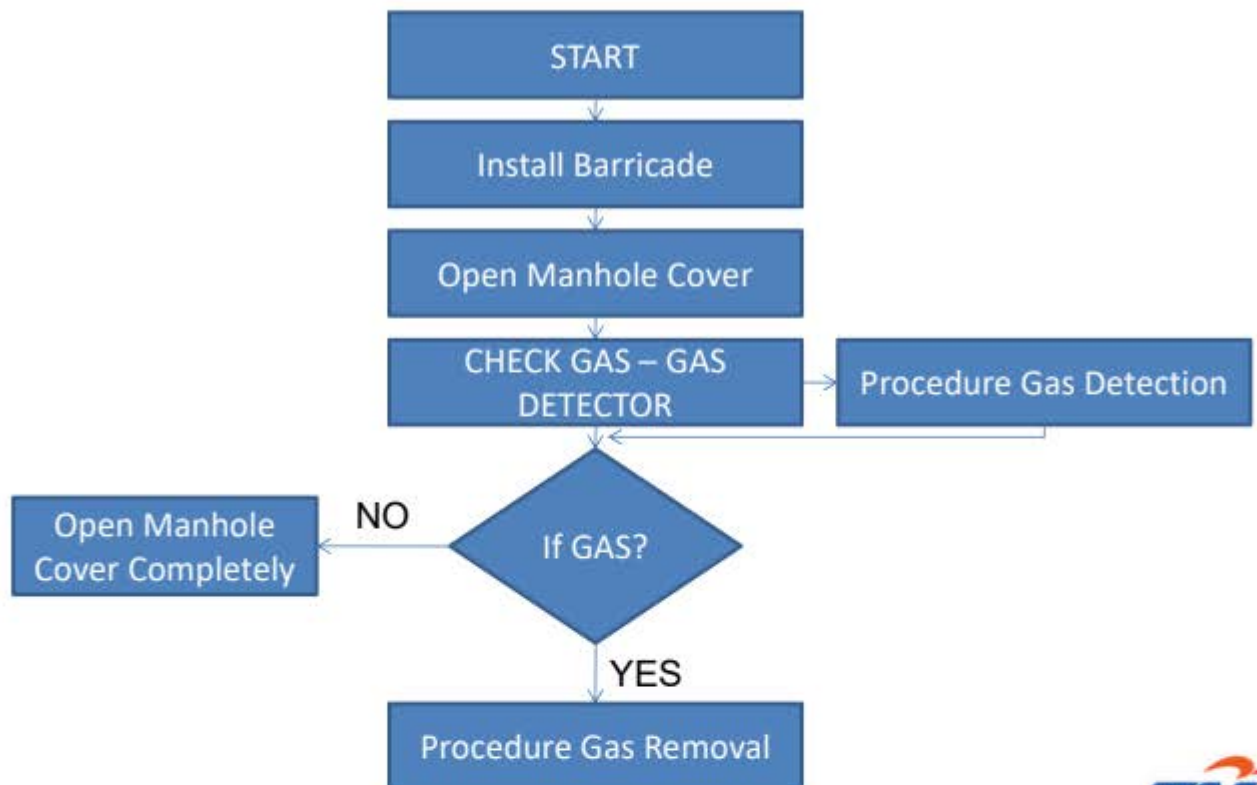 START
Install Barricade
Open Manhole Cover
CHECK GAS – GAS
DETECTOR
Procedure Gas Detection
If GAS?
NO
Open Manhole
Cover Completely
YES
Procedure Gas Removal